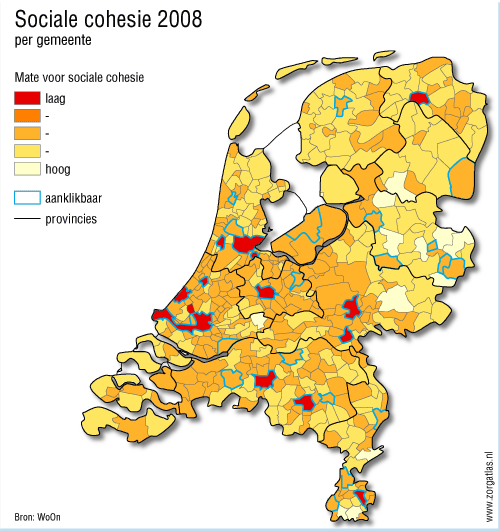 Sociale cohesie 2008
per gemeente
Mate voor sociale cohesie
laag
-
-
-
hoog
aanklikbaar
provincies
Bron: WoOn
www.zorgatlas.nl